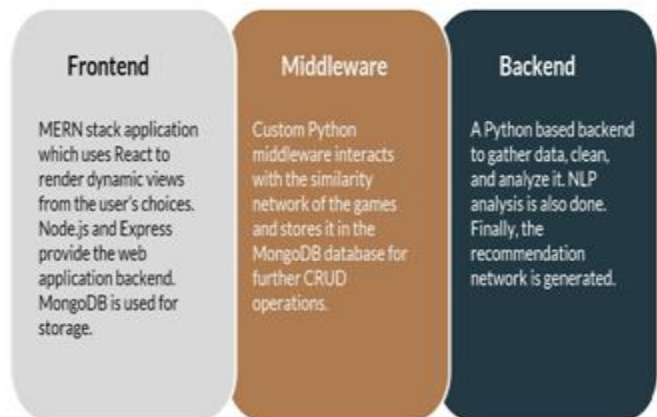 Frontend
MERN stack application
which uses React to
render dynamic views
from the user's choices.
Node.js and Express
provide the web
application backend.
MongoDB is used for
storage.
Middleware
Custom Python
middleware interacts
with the similarity
network of the games
and stores it in the
MongoDB database for
further CRUD
operations.
Backend
A Python based backend
to gather data, clean,
and analyze it. NLP
analysis is also done.
Finally, the
recommendation
network is generated.